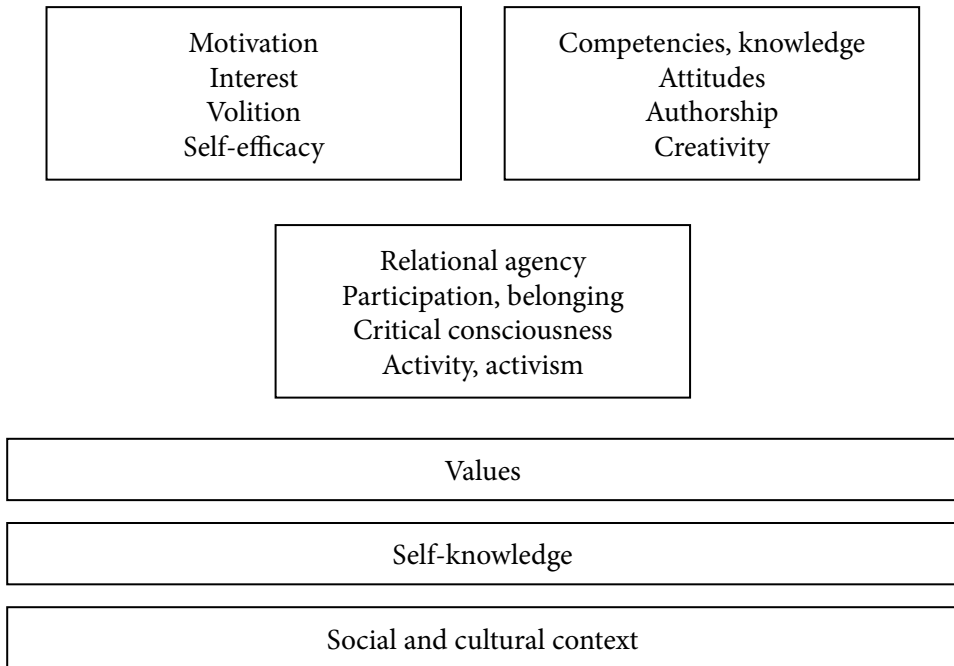 Motivation
Interest
Volition
Self-efficacy
Competencies, knowledge
Attitudes
Authorship
Creativity
Relational agency
Participation, belonging
Critical consciousness
Activity, activism
Values
Self-knowledge
Social and cultural context